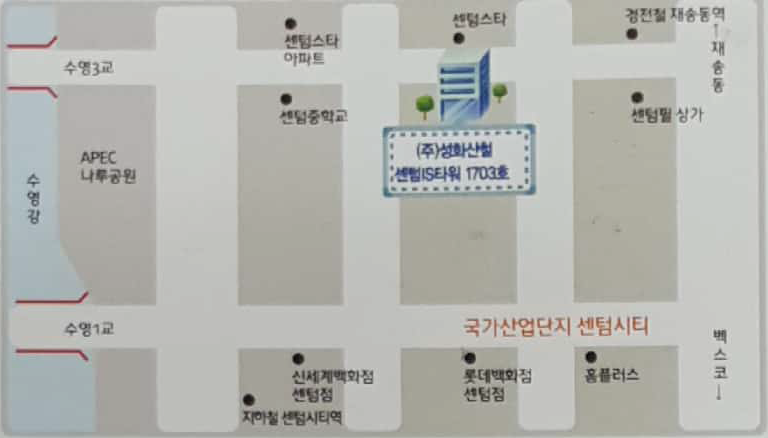 센텀스타
아파트
센텀스타
경전철 재송동역
↑
재
송
동
수영3교
센텀중학교
센텀필 상가
(주)성화산철
센텀IS타워 1703호
APEC
나루공원
수
영
강
수영1교
국가산업단지 센텀시티
벡
스
코
↓
신세계백화점
센텀점
롯데백화점
센텀점
홈플러스
지하철 센텀시티역